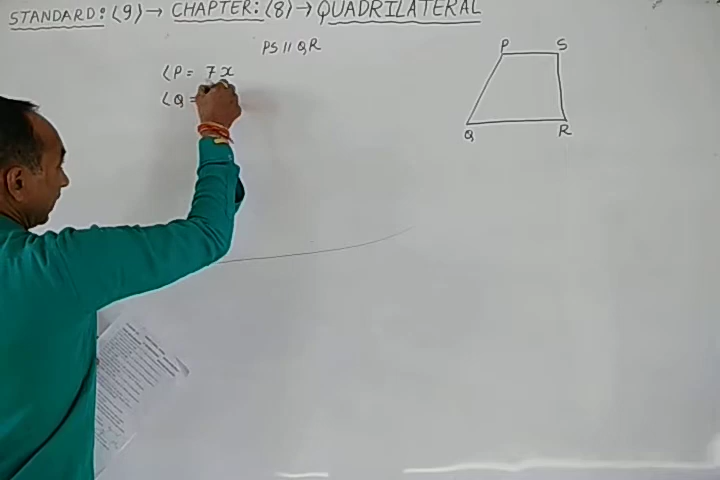 STANDARD:⟨9⟩→ CHAPTER:⟨8⟩→ QUADRILATERAL
PS || QR
∠P = 7x
∠Q =
P S
Q R